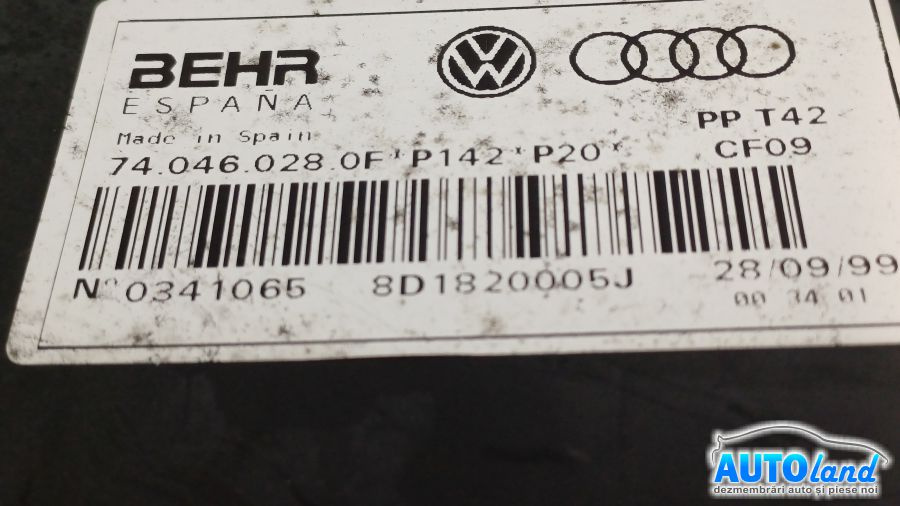 BEHR
ESPAÑA
Made in Spain
74.046.028.0F*P142*P20*
PP T42
CF09
Nº 0341065 8D1820005J 28/09/99
00 34 01
AUTOland
dezmembrări auto și piese noi